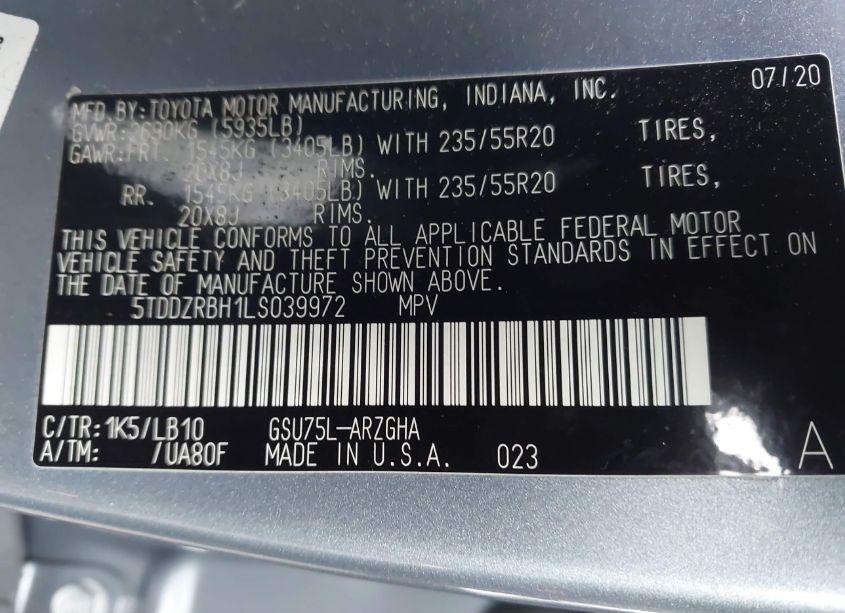 07/20
MFD.BY:TOYOTA MOTOR MANUFACTURING, INDIANA, INC.
GVWR:2690KG (5935LB)
GAWR:FRT. 1545KG (3405LB) WITH 235/55R20 TIRES,
20X8J RIMS.
RR. 1545KG (3405LB) WITH 235/55R20 TIRES,
20X8J RIMS.
THIS VEHICLE CONFORMS TO ALL APPLICABLE FEDERAL MOTOR
VEHICLE SAFETY AND THEFT PREVENTION STANDARDS IN EFFECT ON
THE DATE OF MANUFACTURE SHOWN ABOVE.
5TDDZRBH1LS039972 MPV
C/TR:1K5/LB10 GSU75L-ARZGHA
A/TM: /UA80F MADE IN U.S.A. 023 A